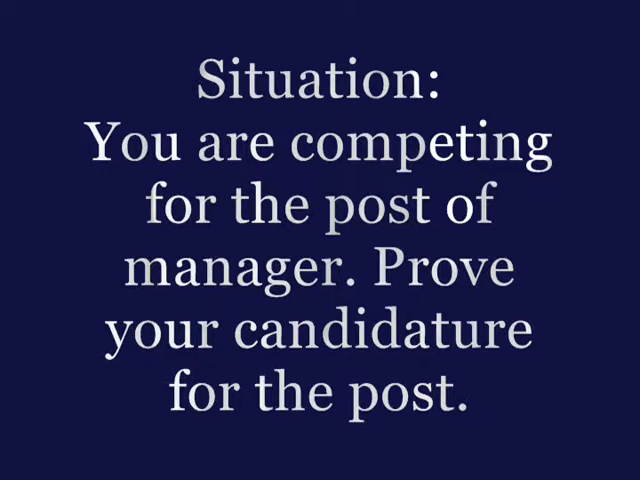 Situation:
You are competing
for the post of
manager. Prove
your candidature
for the post.